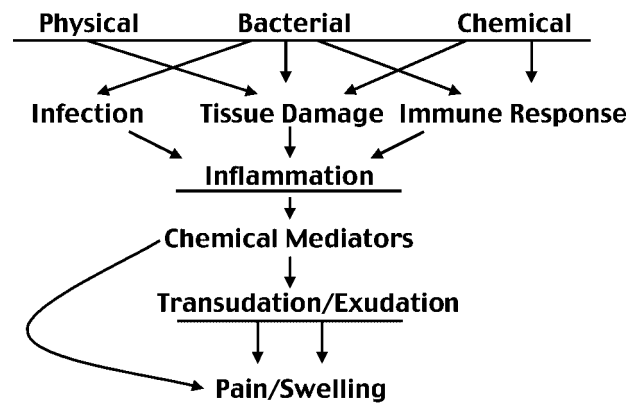 Physical Bacterial Chemical
Infection Tissue Damage Immune Response
Inflammation
Chemical Mediators
Transudation/Exudation
Pain/Swelling